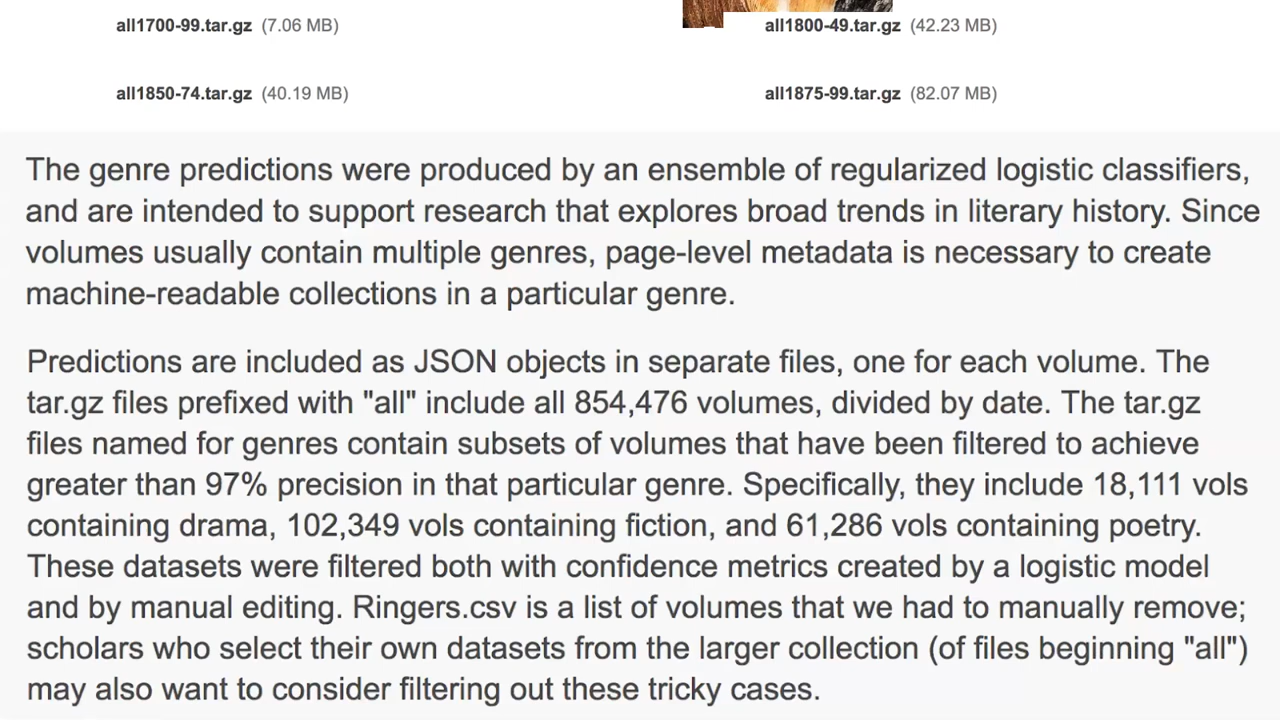 all1700-99.tar.gz (7.06 MB)
all1800-49.tar.gz (42.23 MB)
all1850-74.tar.gz (40.19 MB)
all1875-99.tar.gz (82.07 MB)
The genre predictions were produced by an ensemble of regularized logistic classifiers,
and are intended to support research that explores broad trends in literary history. Since
volumes usually contain multiple genres, page-level metadata is necessary to create
machine-readable collections in a particular genre.
Predictions are included as JSON objects in separate files, one for each volume. The
tar.gz files prefixed with "all" include all 854,476 volumes, divided by date. The tar.gz
files named for genres contain subsets of volumes that have been filtered to achieve
greater than 97% precision in that particular genre. Specifically, they include 18,111 vols
containing drama, 102,349 vols containing fiction, and 61,286 vols containing poetry.
These datasets were filtered both with confidence metrics created by a logistic model
and by manual editing. Ringers.csv is a list of volumes that we had to manually remove;
scholars who select their own datasets from the larger collection (of files beginning "all")
may also want to consider filtering out these tricky cases.